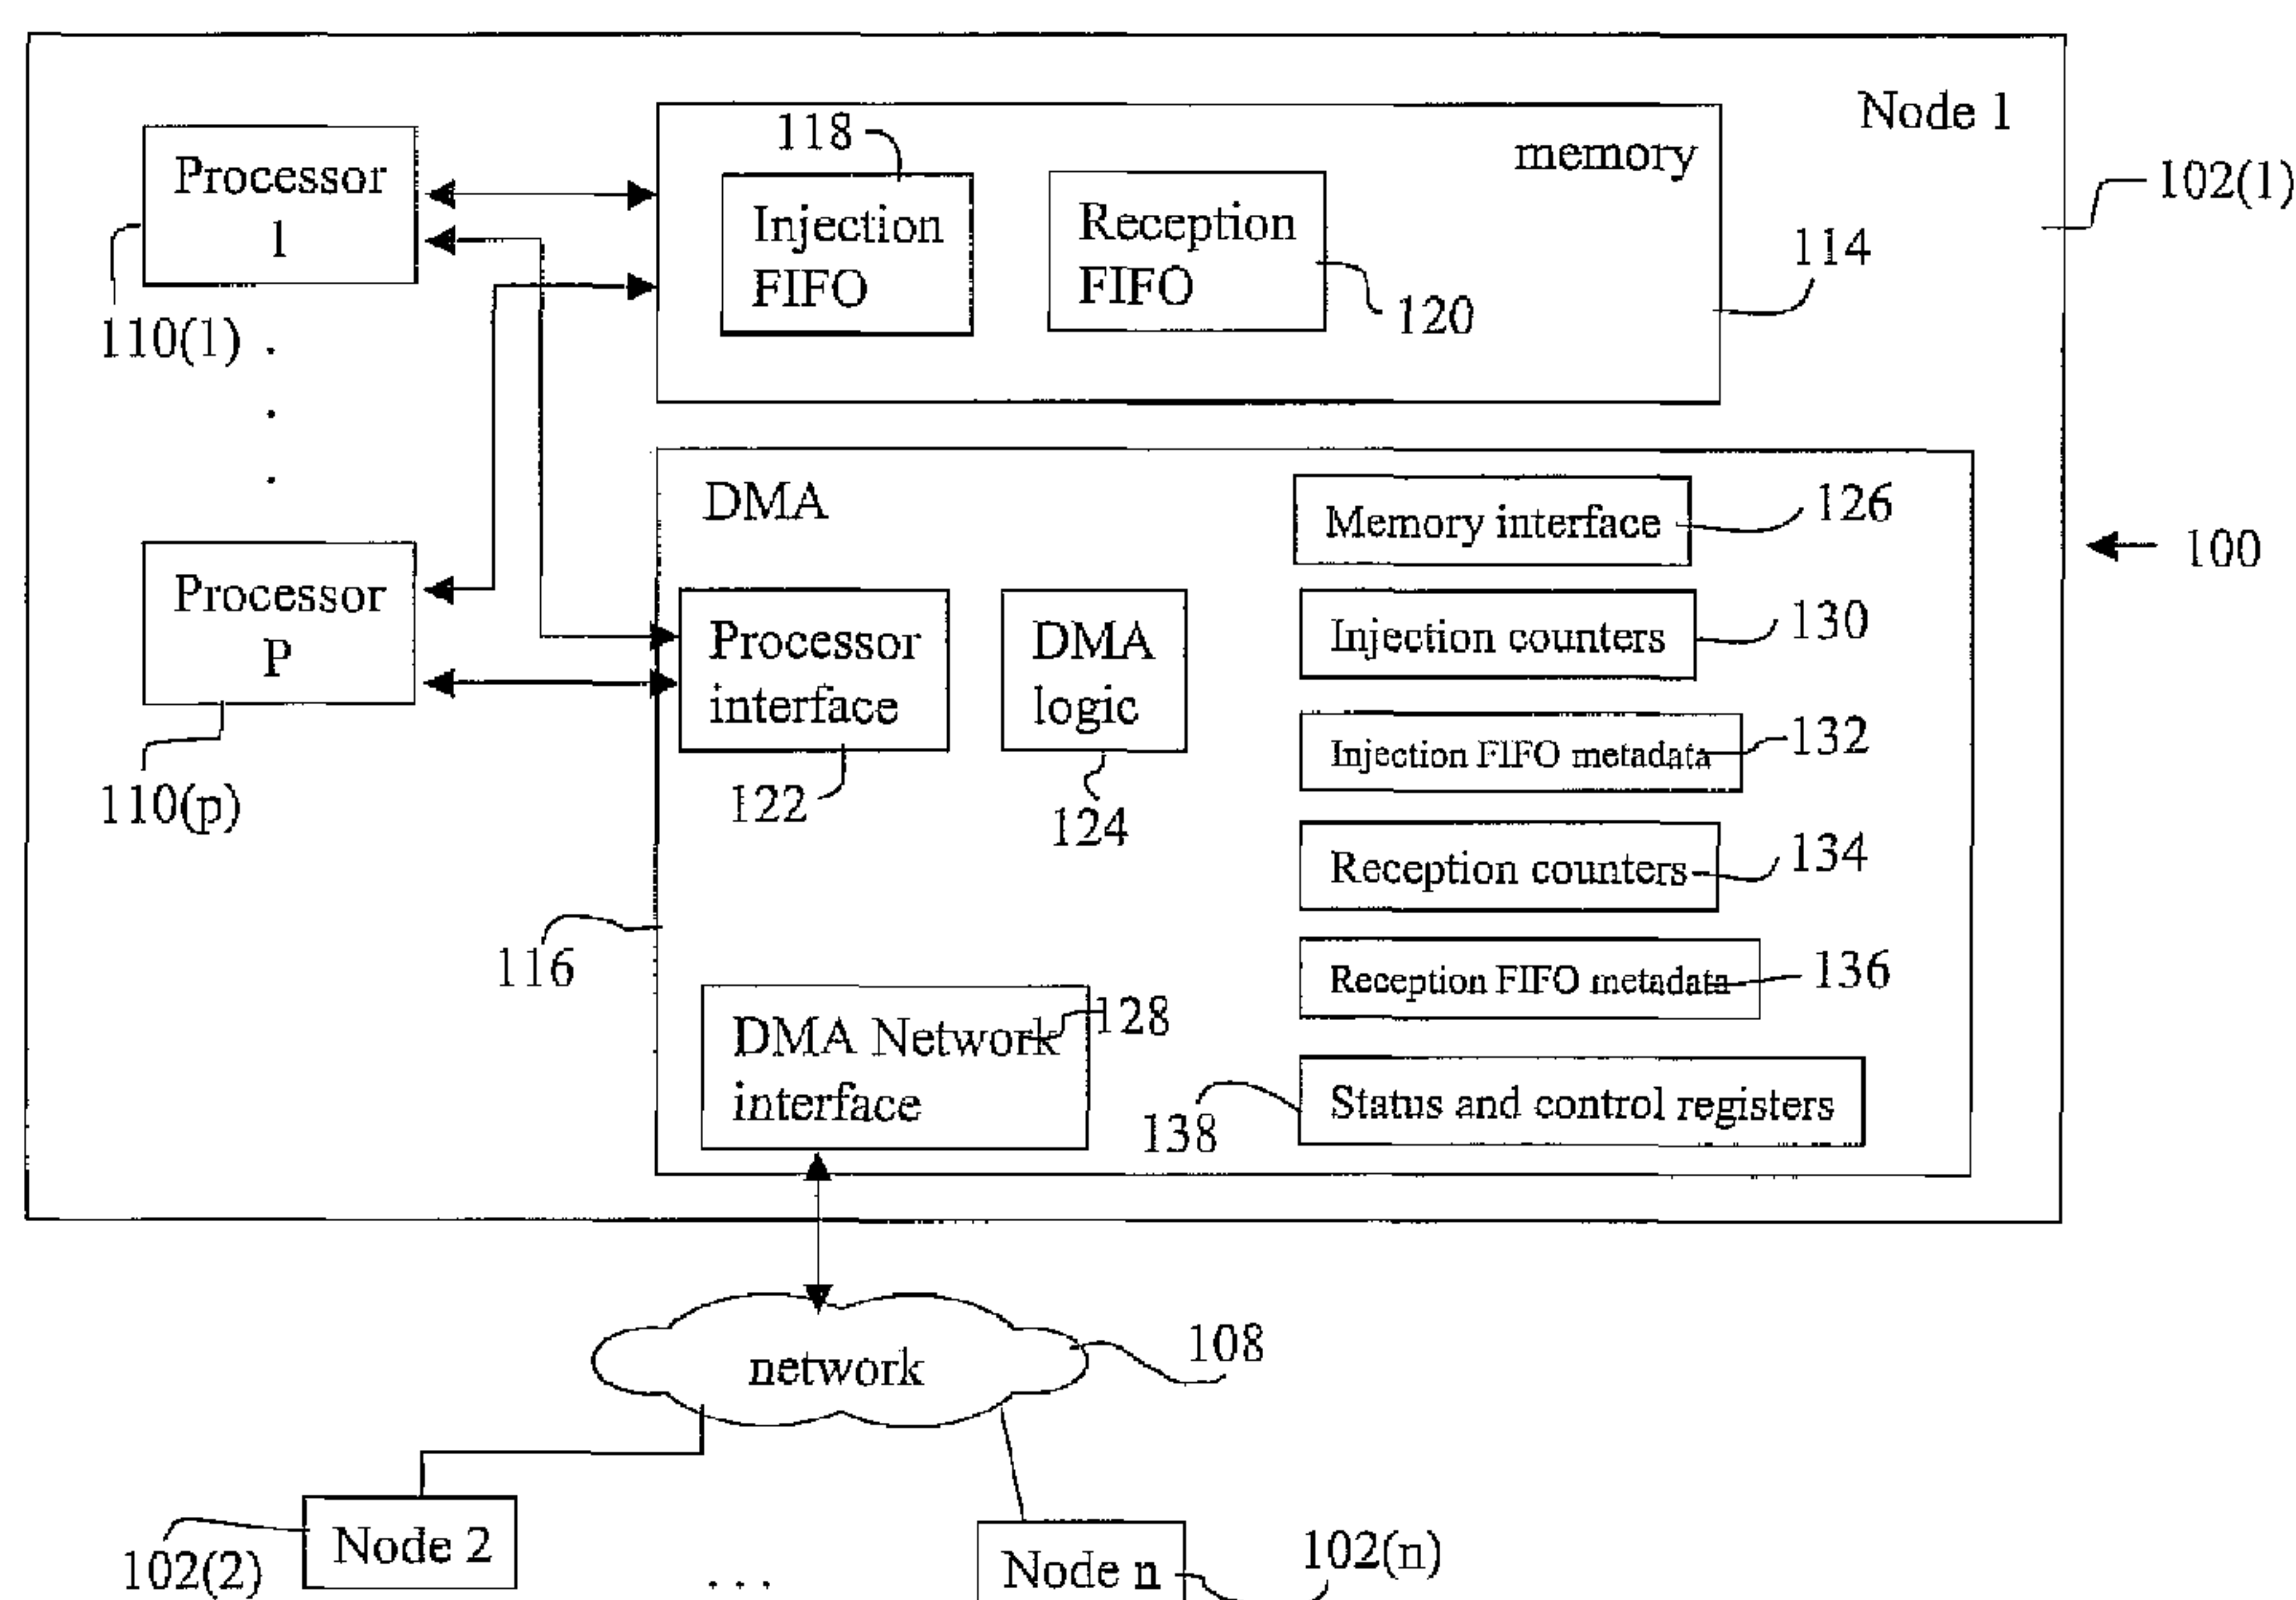 Node 1
102(1)
118
memory
Processor
1
Injection
FIFO
Reception
FIFO
114
120
110(1)
.
.
.
DMA
Memory interface
126
100
Processor
P
Processor
interface
DMA
logic
Injection counters
130
Injection FIFO metadata
132
110(p)
122
124
Reception counters
134
116
Reception FIFO metadata
136
DMA Network
interface
128
Status and control registers
138
network
108
Node 2
102(2)
...
Node n
102(n)